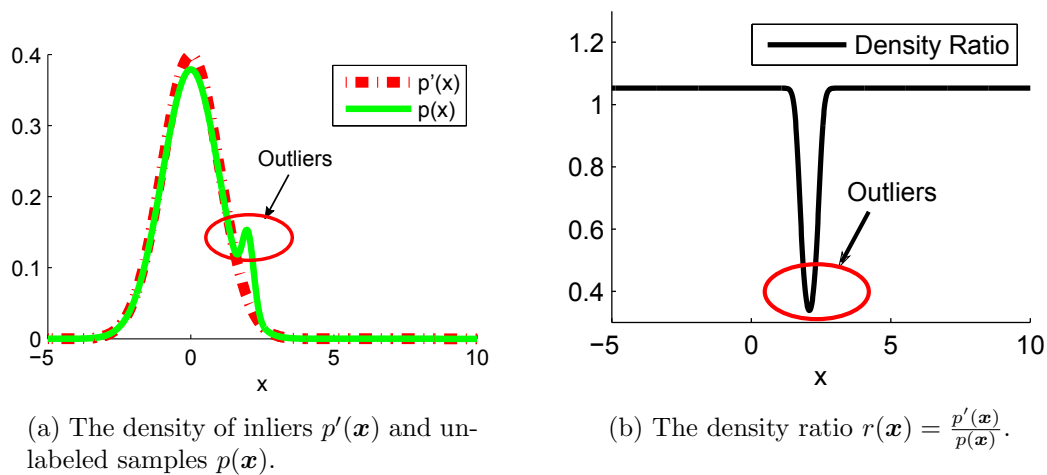 0.4
0.3
0.2
0.1
0
−5
0
5
10
x
p'(x)
p(x)
Outliers
(a) The density of inliers p′(x) and un-
labeled samples p(x).
1.2
1
0.8
0.6
0.4
−5
0
5
10
x
Density Ratio
Outliers
(b) The density ratio r(x) = p′(x)/p(x).